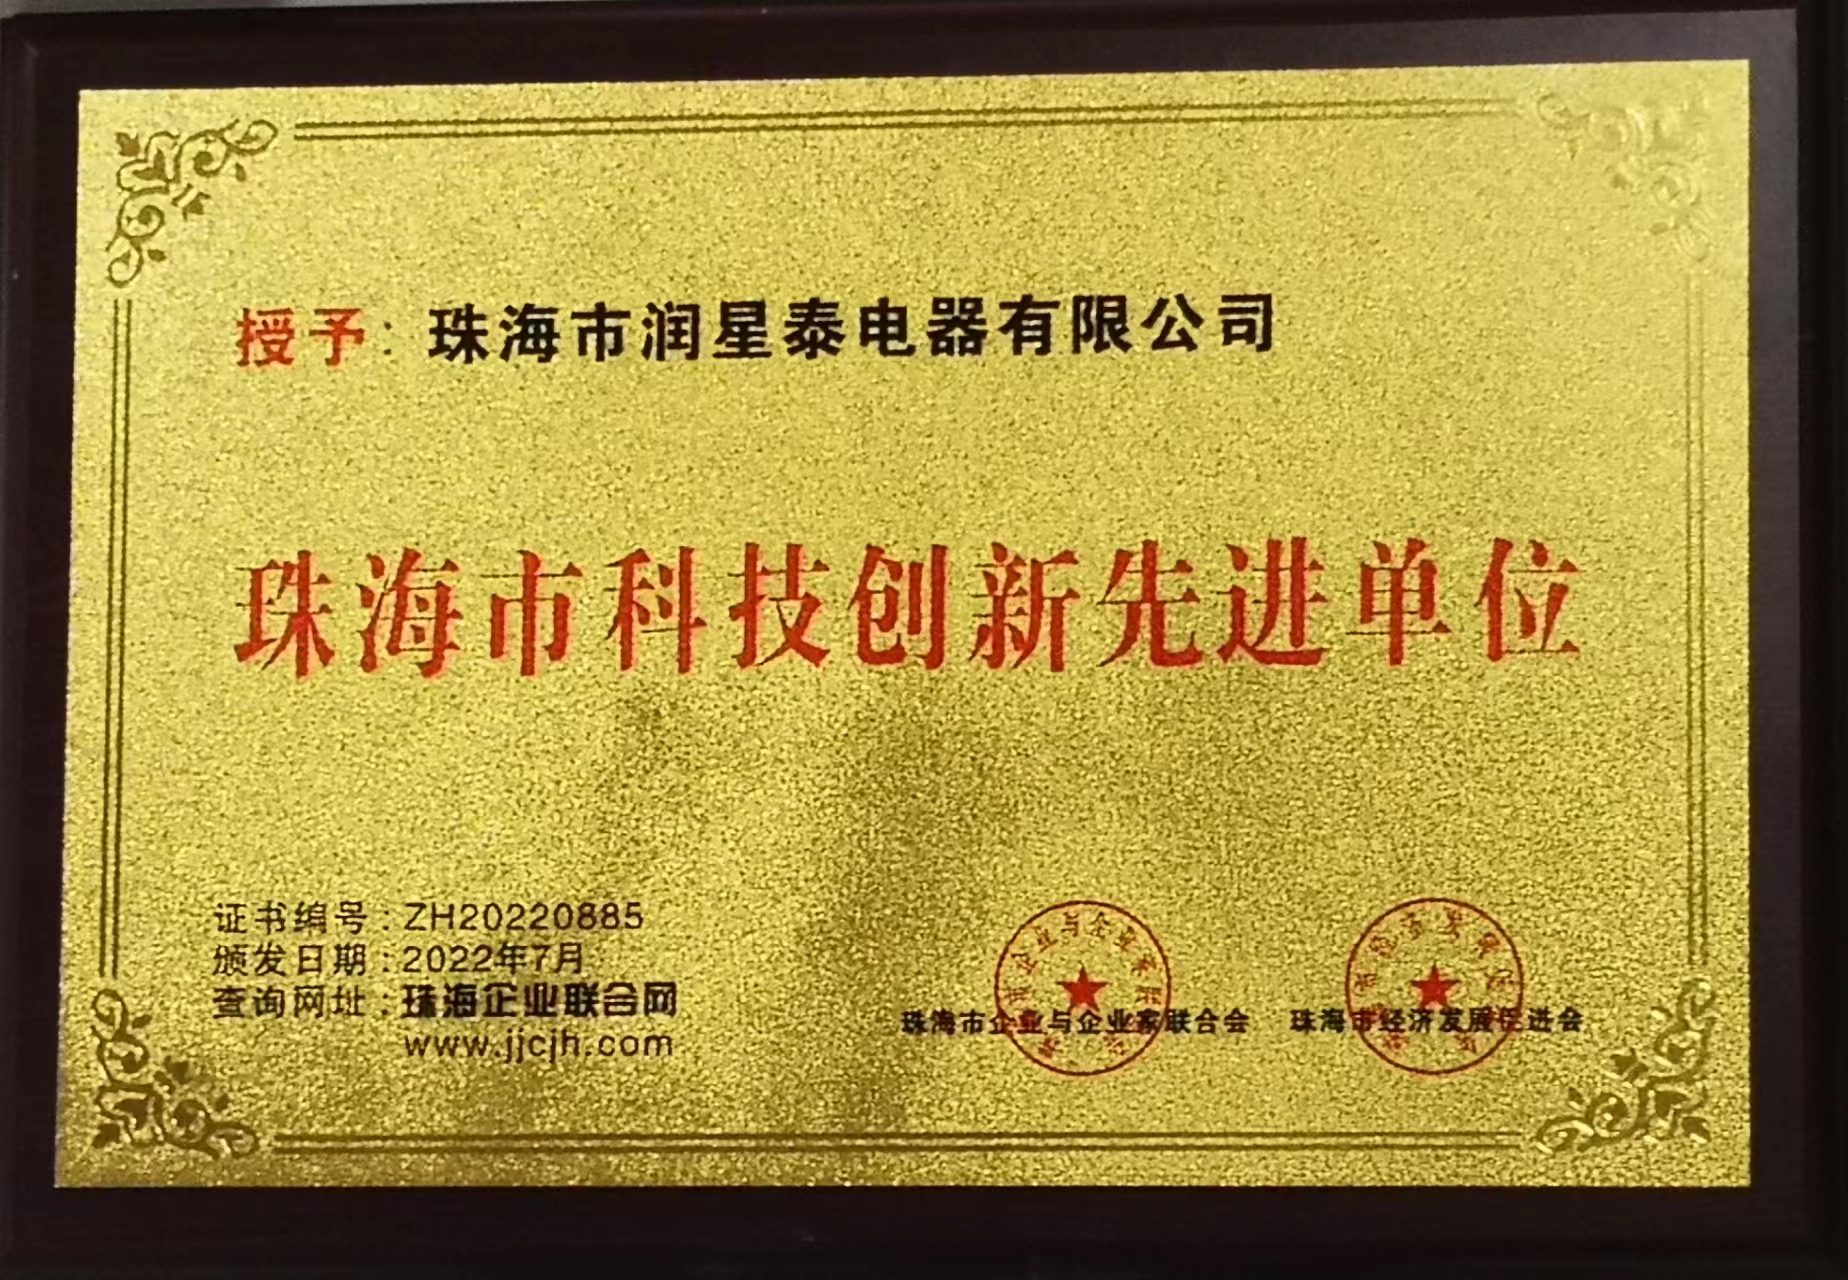 授予：珠海市润星泰电器有限公司
珠海市科技创新先进单位
证书编号：ZH20220885
颁发日期：2022年7月
查询网址：珠海企业联合网
www.jjcjh.com
珠海市企业与企业家联合会 珠海市经济发展促进会